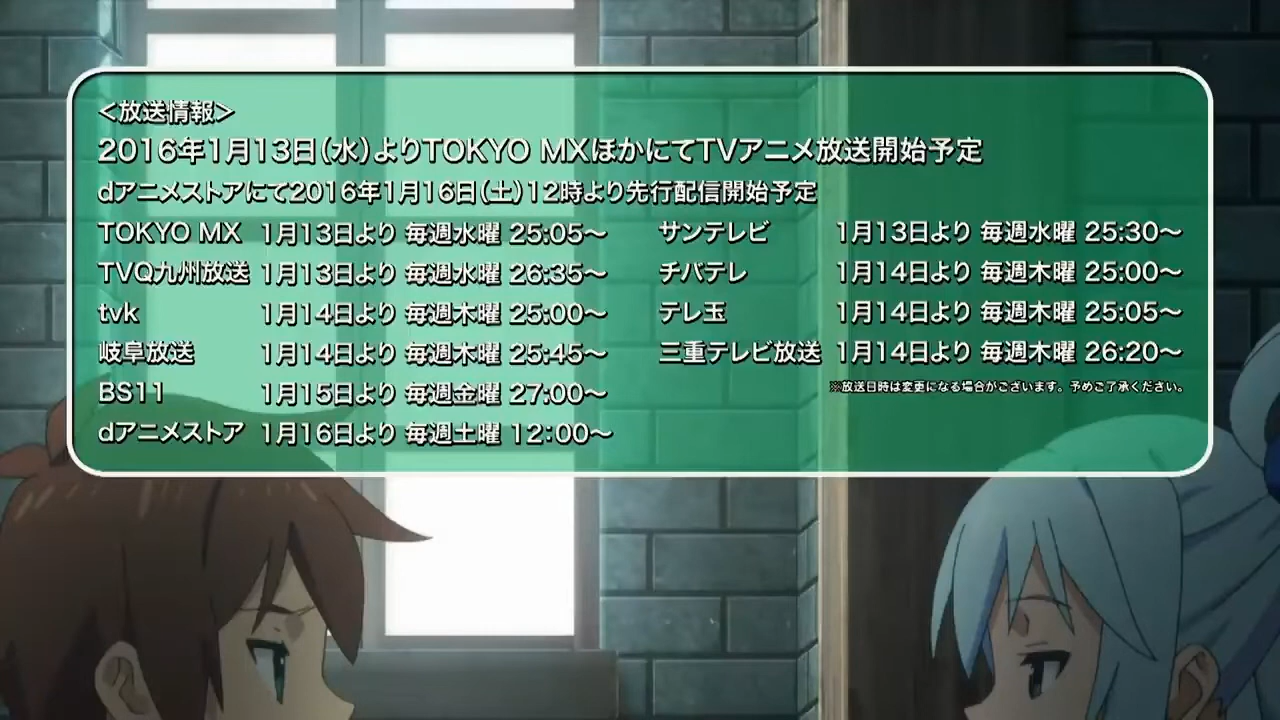 <放送情報>
2016年1月13日(水)よりTOKYO MXほかにてTVアニメ放送開始予定
dアニメストアにて2016年1月16日(土)12時より先行配信開始予定
TOKYO MX 1月13日より 毎週水曜 25:05〜 サンテレビ 1月13日より 毎週水曜 25:30〜
TVQ九州放送 1月13日より 毎週水曜 26:35〜 チバテレ 1月14日より 毎週木曜 25:00〜
tvk 1月14日より 毎週木曜 25:00〜 テレ玉 1月14日より 毎週木曜 25:05〜
岐阜放送 1月14日より 毎週木曜 25:45〜 三重テレビ放送 1月14日より 毎週木曜 26:20〜
BS11 1月15日より 毎週金曜 27:00〜 ※放送日時は変更になる場合がございます。予めご了承ください。
dアニメストア 1月16日より 毎週土曜 12:00〜